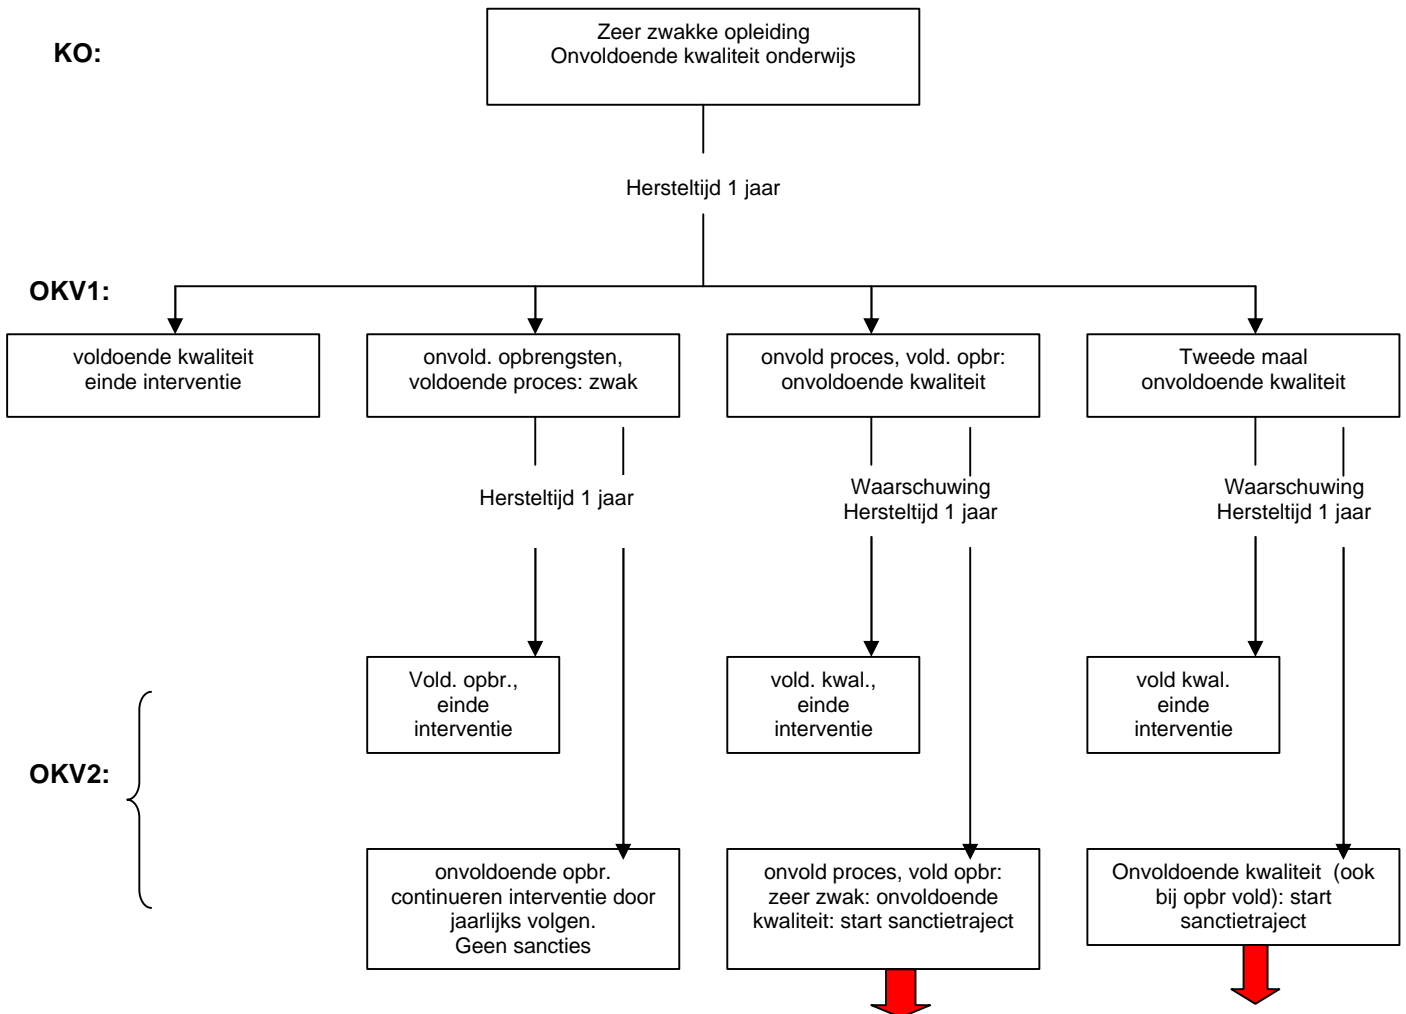 KO:
Zeer zwakke opleiding
Onvoldoende kwaliteit onderwijs
Hersteltijd 1 jaar
OKV1:
voldoende kwaliteit
einde interventie
onvold. opbrengsten,
voldoende proces: zwak
onvold proces, vold. opbr:
onvoldoende kwaliteit
Tweede maal
onvoldoende kwaliteit
Hersteltijd 1 jaar
Waarschuwing
Hersteltijd 1 jaar
Waarschuwing
Hersteltijd 1 jaar
Vold. opbr.,
einde
interventie
vold. kwal.,
einde
interventie
vold kwal.
einde
interventie
OKV2:
onvoldoende opbr.
continueren interventie door
jaarlijks volgen.
Geen sancties
onvold proces, vold opbr:
zeer zwak: onvoldoende
kwaliteit: start sanctietraject
Onvoldoende kwaliteit (ook
bij opbr vold): start
sanctietraject